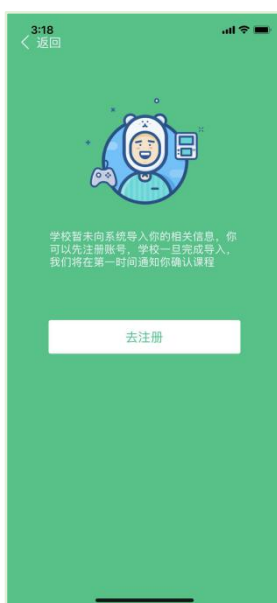 3:18
返回
学校暂未向系统导入你的相关信息，你
可以先注册账号，学校一旦完成导入，
我们将在第一时间通知你确认课程
去注册